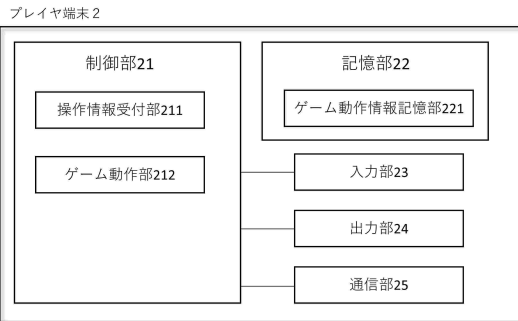 プレイヤ端末２
制御部21
操作情報受付部211
ゲーム動作部212
記憶部22
ゲーム動作情報記憶部221
入力部23
出力部24
通信部25